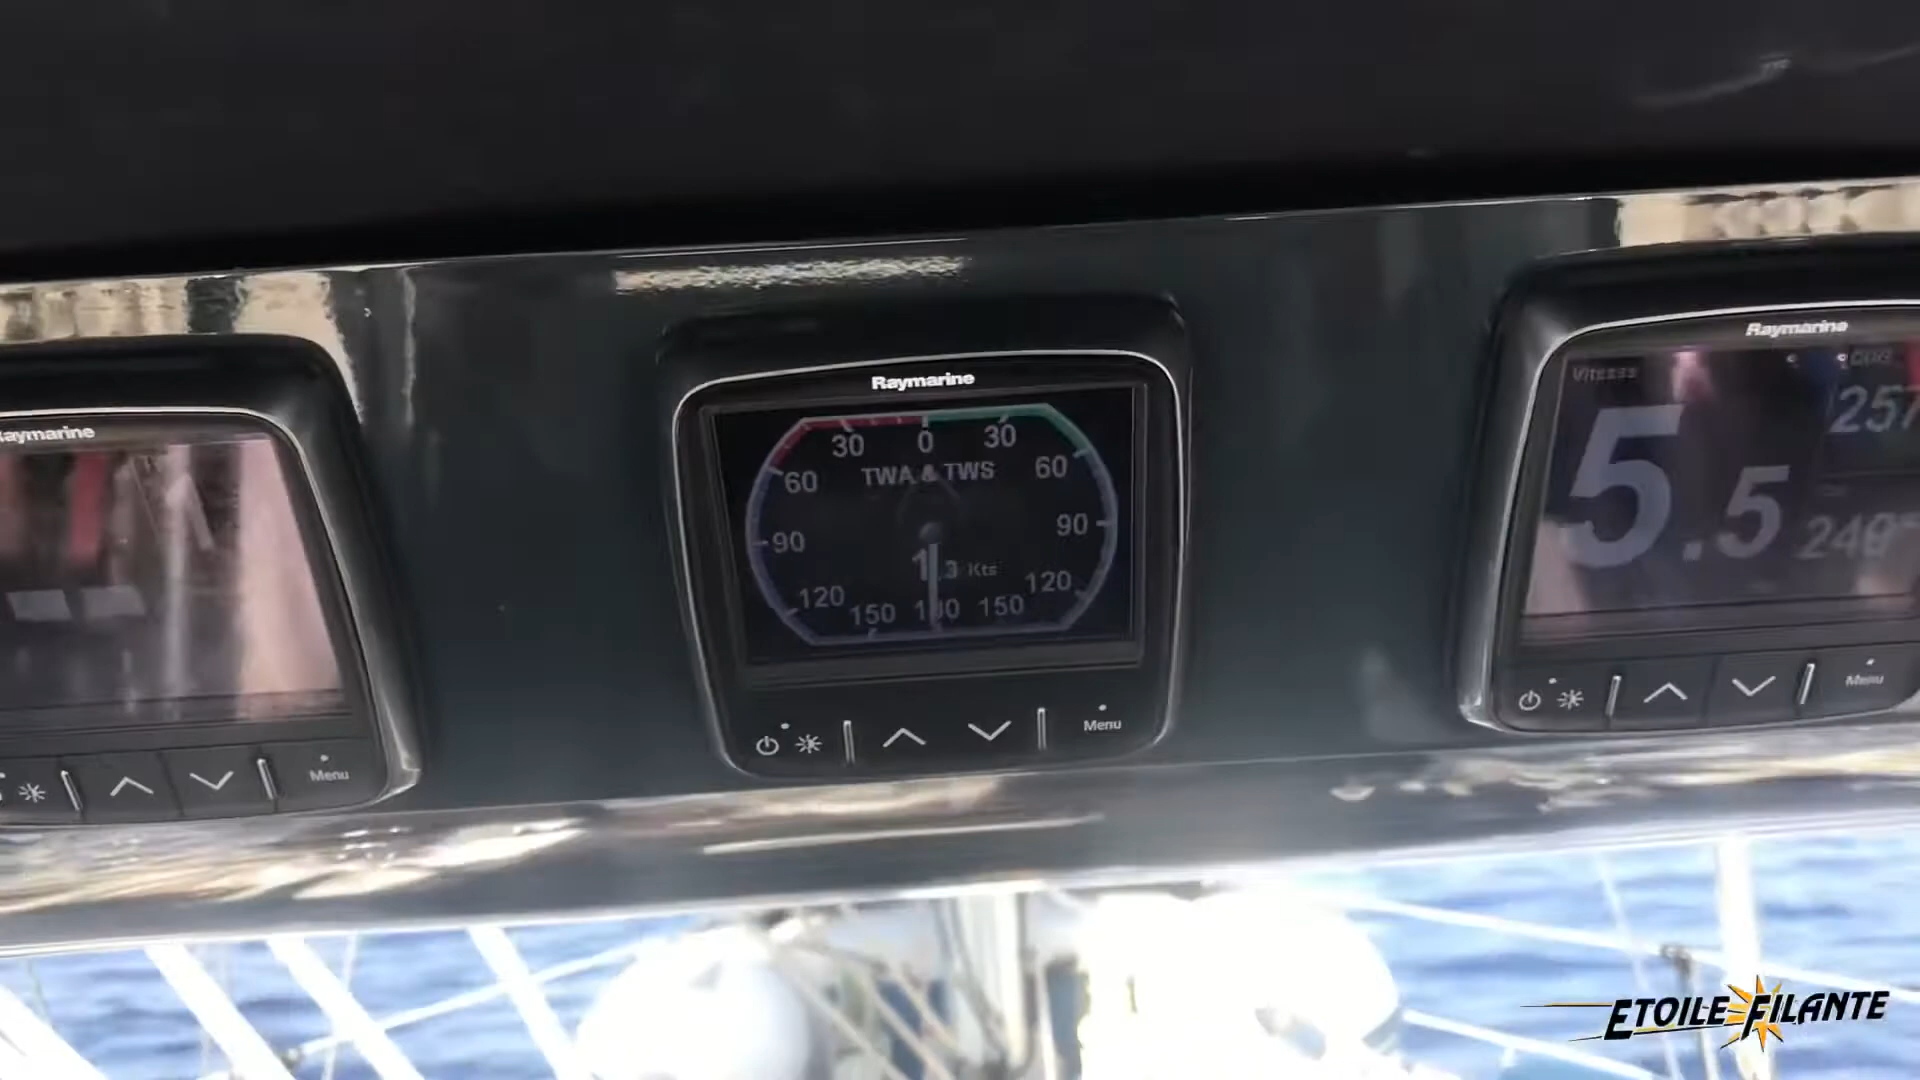 Raymarine
Menu
Raymarine
30 0 30
60 TWA & TWS 60
90 90
Kts
120 120
150 180 150
Menu
Raymarine
Vitesse COG
5.5 257
Menu
ETOILE FILANTE